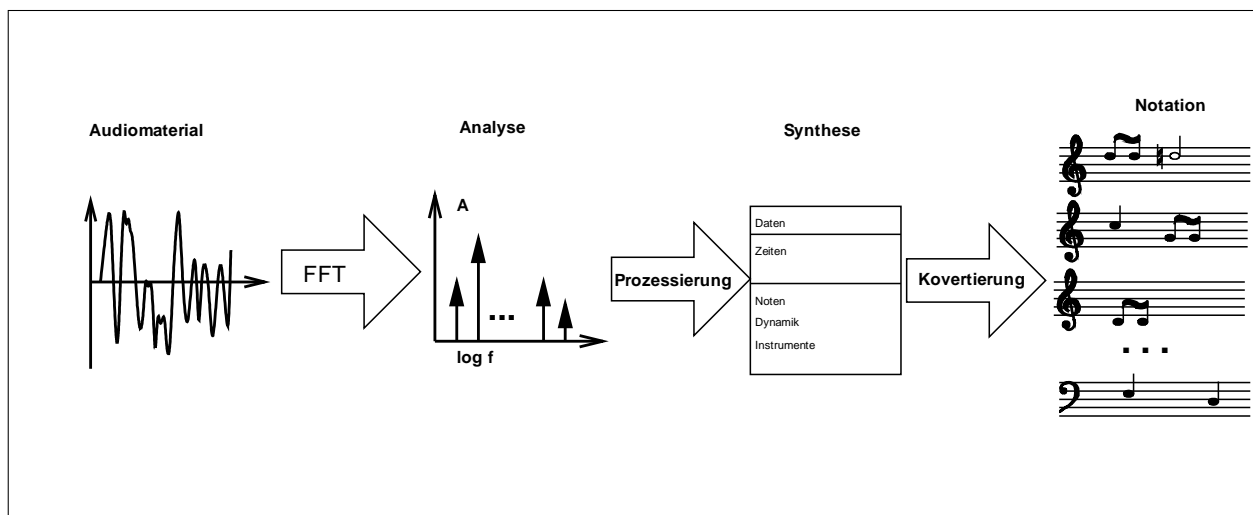 Audiomaterial
Analyse
Synthese
Notation
FFT
A
...
log f
Prozessierung
Daten
Zeiten
Noten
Dynamik
Instrumente
Kovertierung
...